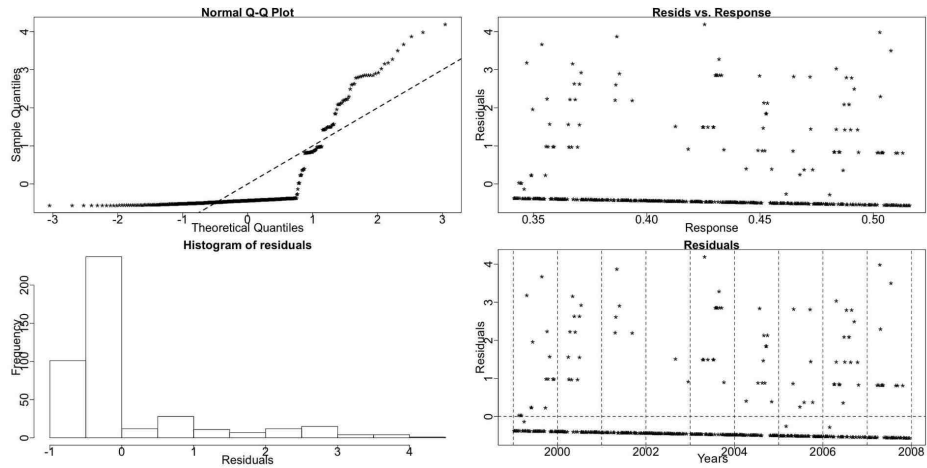 Normal Q-Q Plot
Sample Quantiles
0 1 2 3 4
-3 -2 -1 0 1 2 3
Theoretical Quantiles
Resids vs. Response
Residuals
0 1 2 3 4
0.35 0.40 0.45 0.50
Response
Histogram of residuals
Frequency
0 50 100 150 200
-1 0 1 2 3 4
Residuals
Residuals
Residuals
0 1 2 3 4
2000 2002 2004 2006 2008
Years